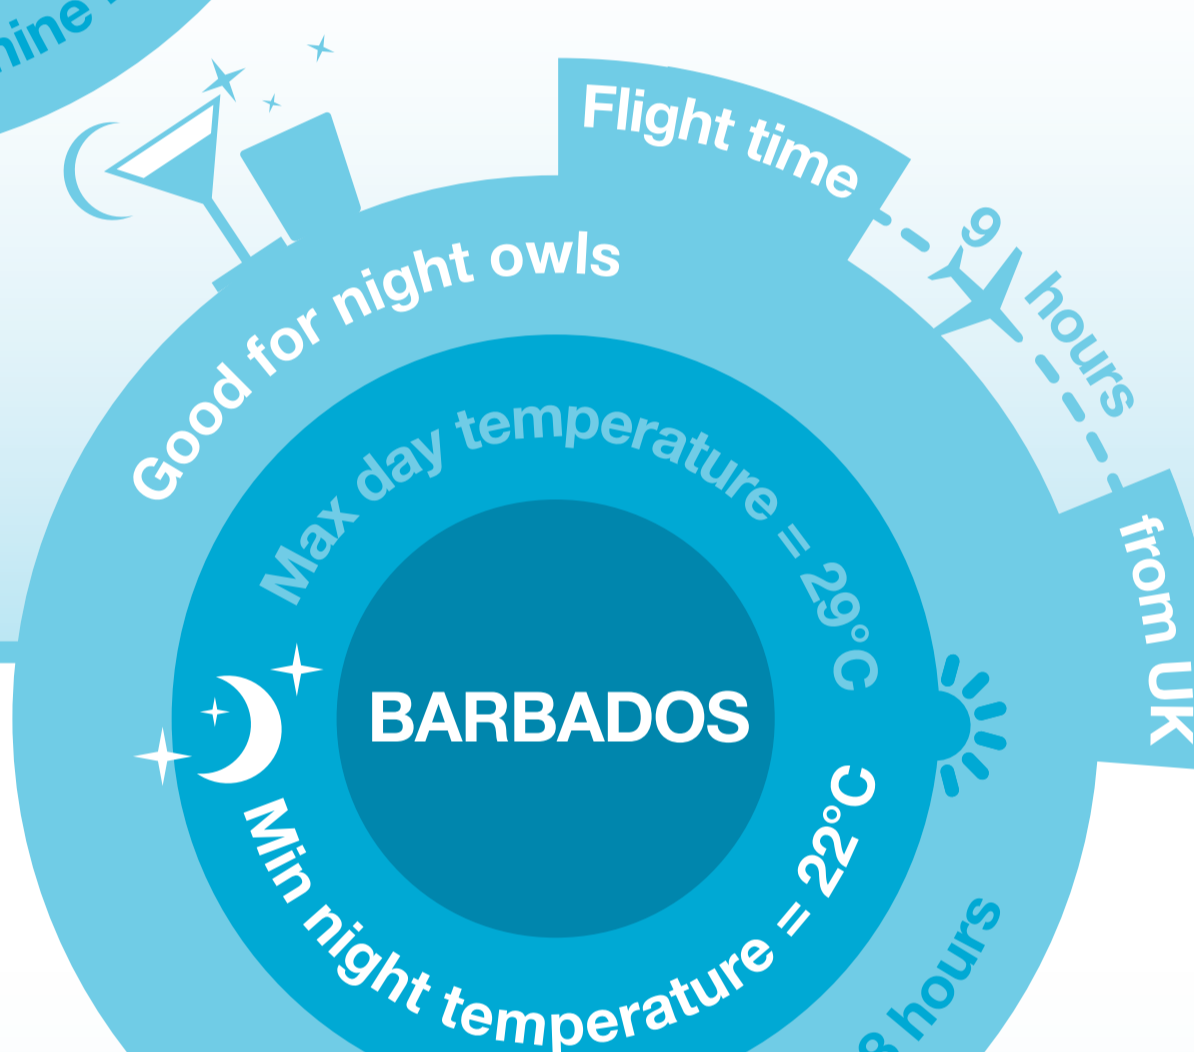 Flight time
9 hours
from UK
Good for night owls
Max day temperature = 29°C
BARBADOS
Min night temperature = 22°C
8 hours